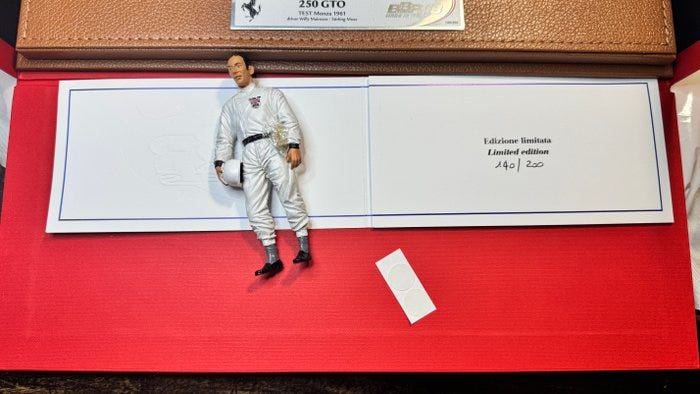 250 GTO
TEST Monza 1961
driver Willy Mairesse - Stirling Moss
BBR
Edizione limitata
Limited edition
140/200